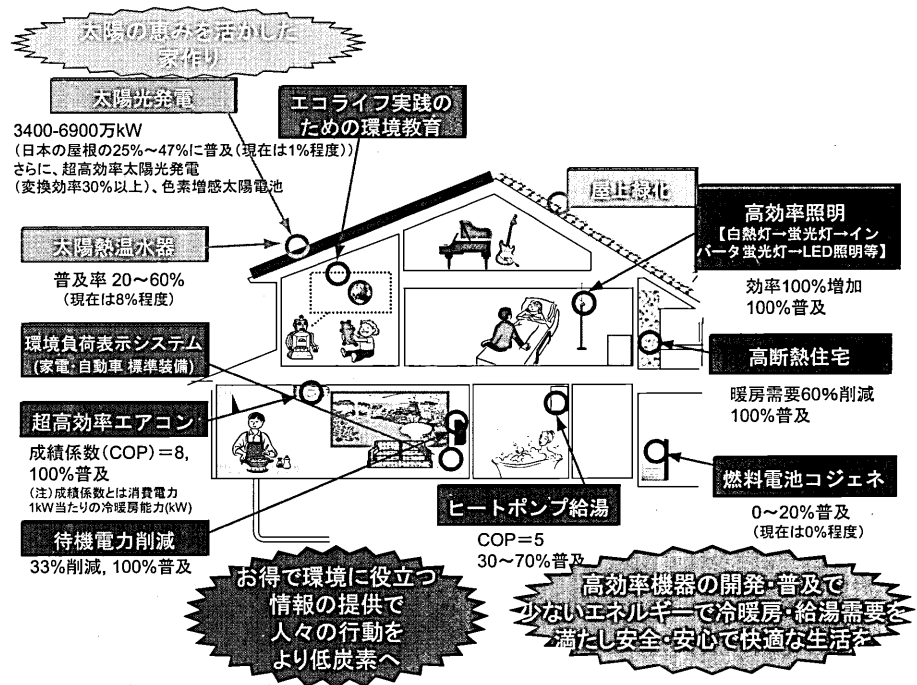 太陽の恵みを活かした
家作り
太陽光発電
3400-6900万kW
(日本の屋根の25%～47%に普及(現在は1%程度))
さらに、超高効率太陽光発電
(変換効率30%以上)、色素増感太陽電池
エコライフ実践の
ための環境教育
屋上緑化
高効率照明
【白熱灯→蛍光灯→イン
バータ蛍光灯→LED照明等】
効率100%増加
100%普及
太陽熱温水器
普及率 20～60%
(現在は8%程度)
環境負荷表示システム
(家電・自動車 標準装備)
高断熱住宅
暖房需要60%削減
100%普及
超高効率エアコン
成績係数(COP)＝8,
100%普及
(注)成績係数とは消費電力
1kW当たりの冷暖房能力(kW)
燃料電池コジェネ
0～20%普及
(現在は0%程度)
ヒートポンプ給湯
COP＝5
30～70%普及
待機電力削減
33%削減, 100%普及
お得で環境に役立つ
情報の提供で
人々の行動を
より低炭素へ
高効率機器の開発・普及で
少ないエネルギーで冷暖房・給湯需要を
満たし安全・安心で快適な生活を